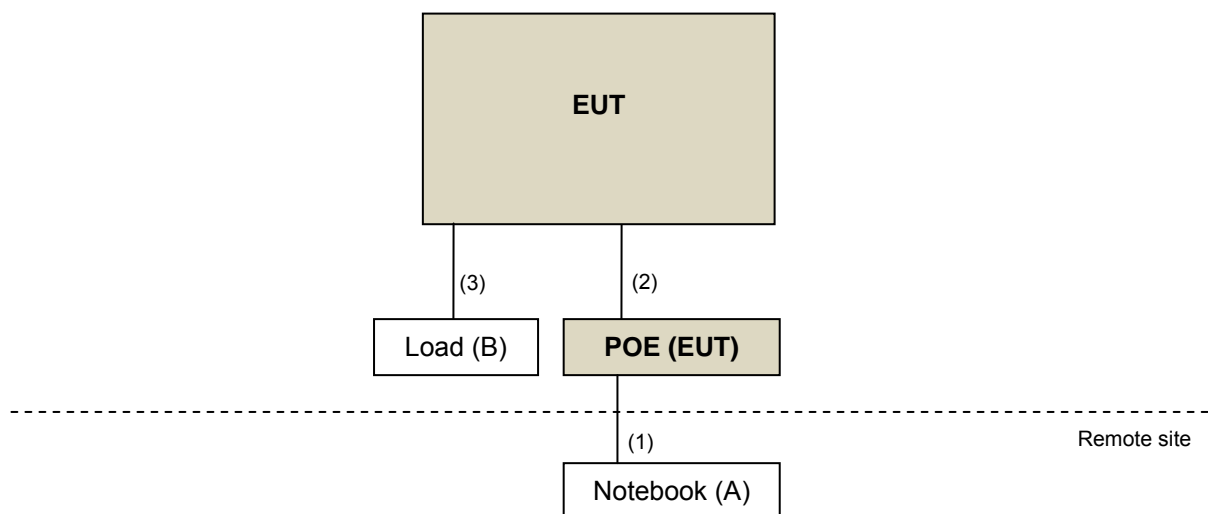 EUT
(3)
(2)
Load (B)
POE (EUT)
(1)
Remote site
Notebook (A)